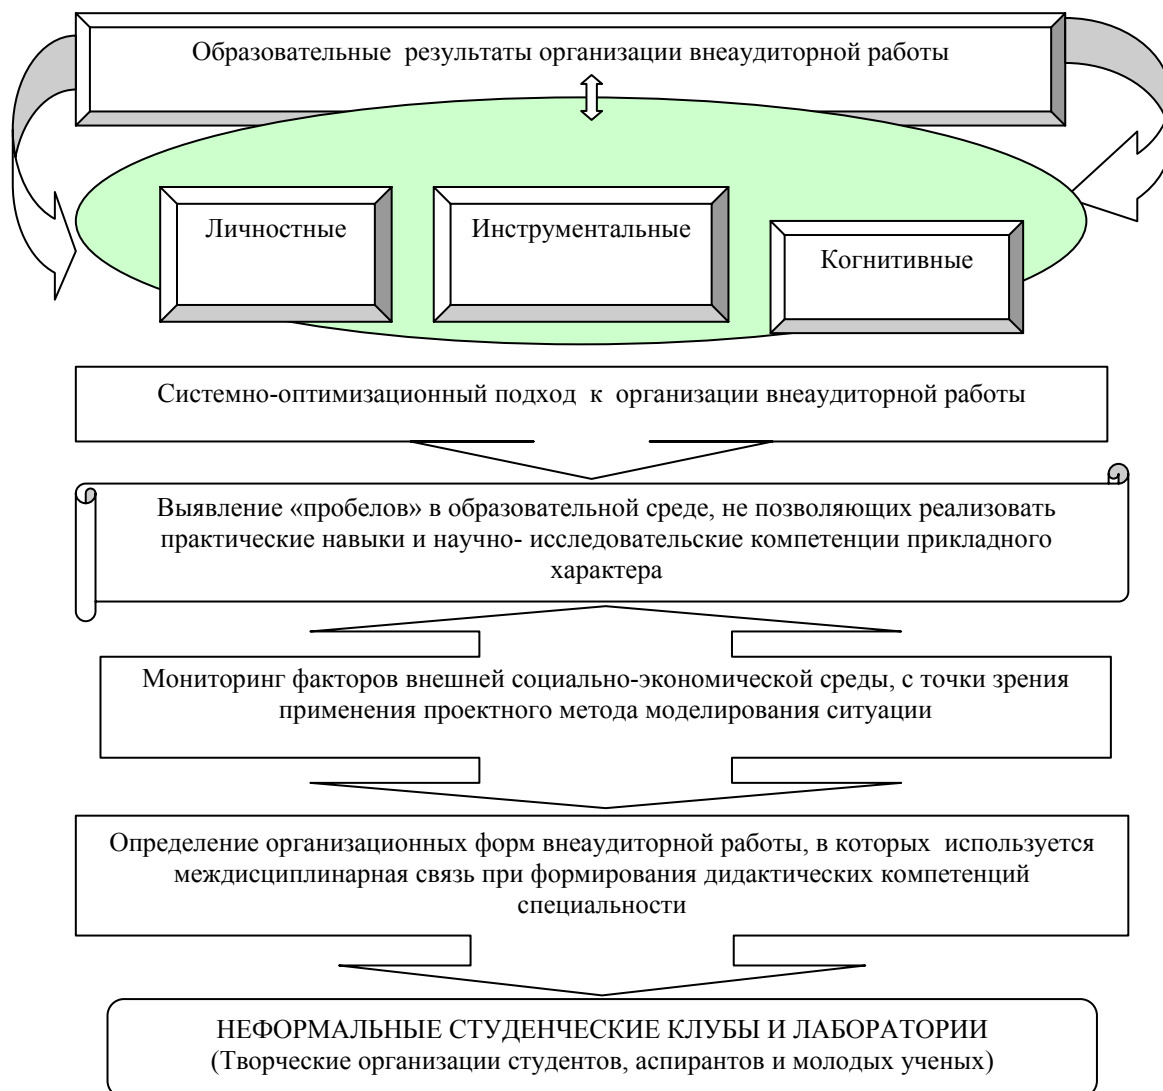 Образовательные результаты организации внеаудиторной работы
Личностные
Инструментальные
Когнитивные
Системно-оптимизационный подход к организации внеаудиторной работы
Выявление «пробелов» в образовательной среде, не позволяющих реализовать
практические навыки и научно- исследовательские компетенции прикладного
характера
Мониторинг факторов внешней социально-экономической среды, с точки зрения
применения проектного метода моделирования ситуации
Определение организационных форм внеаудиторной работы, в которых используется
междисциплинарная связь при формирования дидактических компетенций
специальности
НЕФОРМАЛЬНЫЕ СТУДЕНЧЕСКИЕ КЛУБЫ И ЛАБОРАТОРИИ
(Творческие организации студентов, аспирантов и молодых ученых)